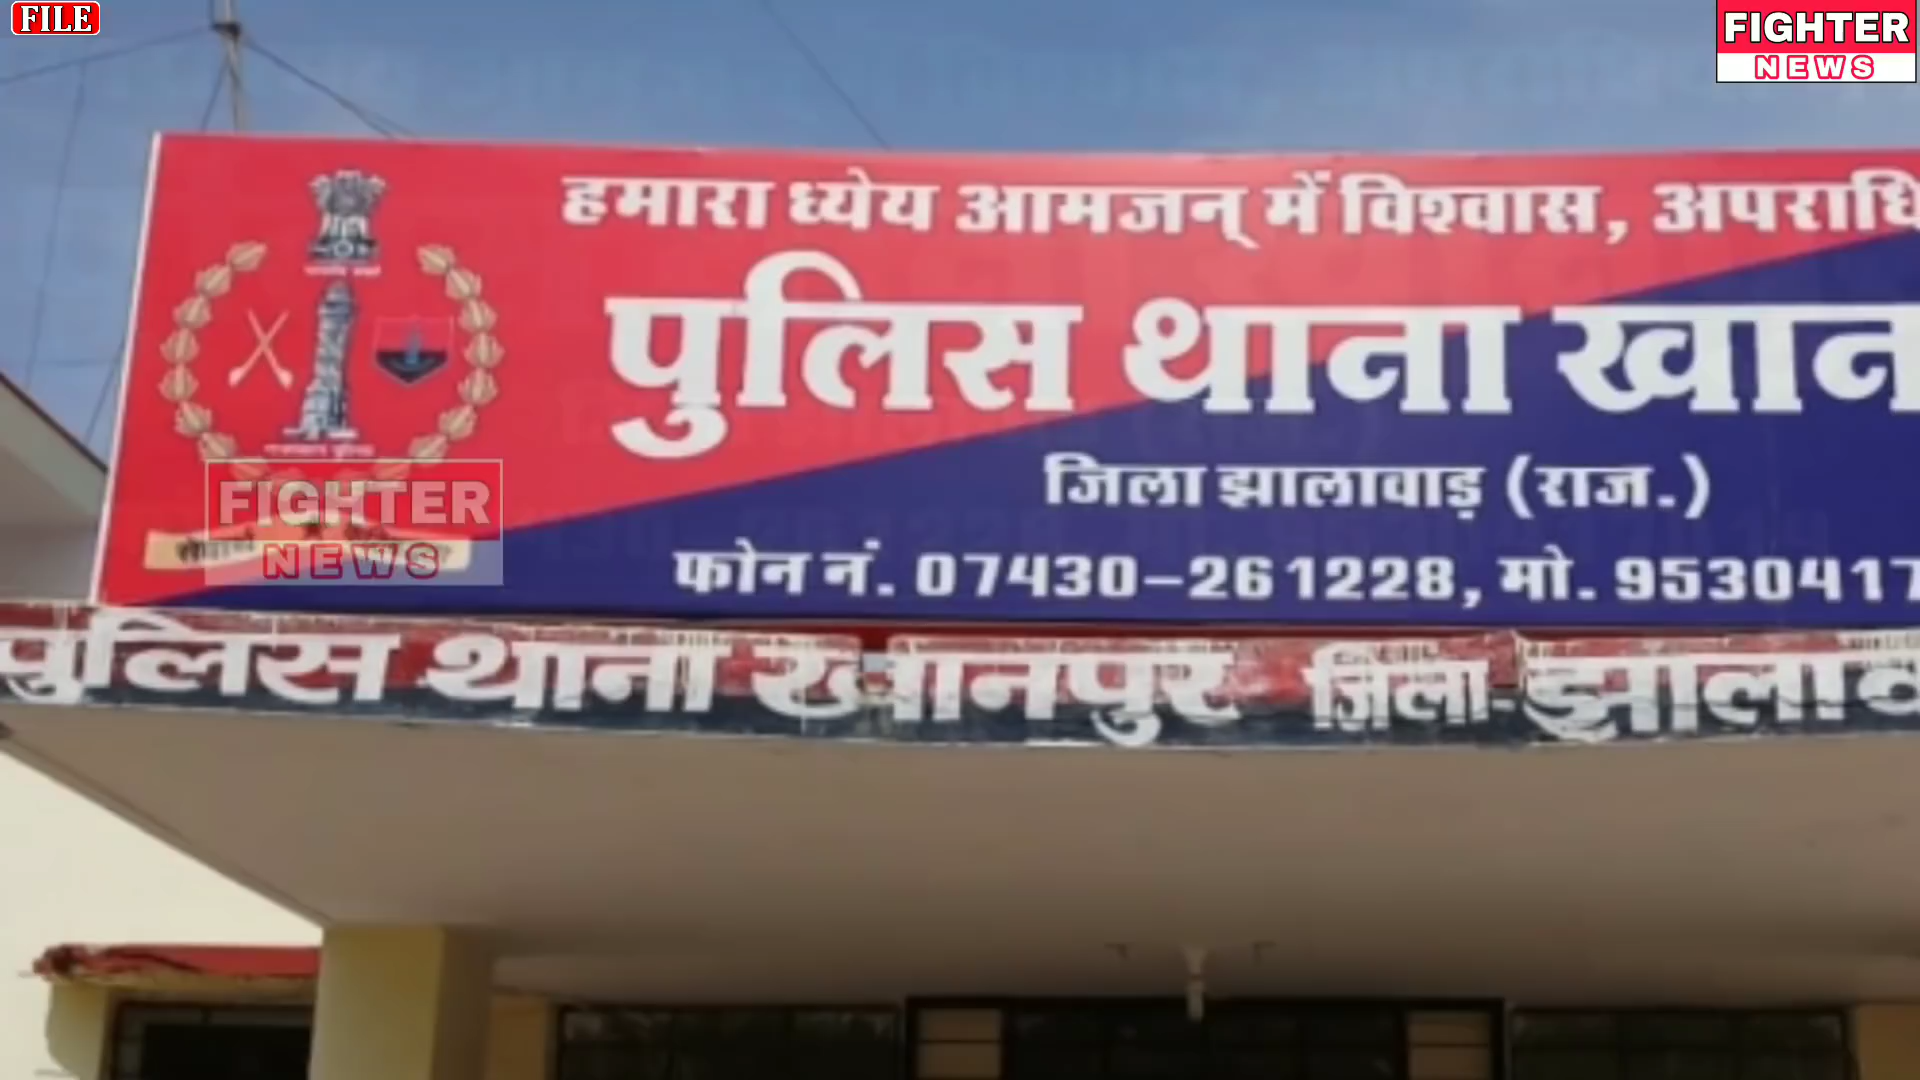 FILE
FIGHTER
NEWS
हमारा ध्येय आमजन् में विश्वास, अपराधि
पुलिस थाना खान
जिला झालावाड़ (राज.)
FIGHTER
NEWS
फोन नं. 07430-261228, मो. 9530417
पुलिस थाना खानपुर जिला-झालाव